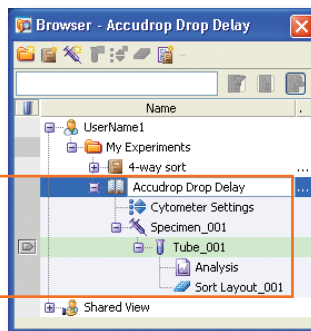 Browser - Accudrop Drop Delay
Name
.
UserName1
My Experiments
4-way sort
...
Accudrop Drop Delay
...
Cytometer Settings
Specimen_001
Tube_001
Analysis
Sort Layout_001
Shared View